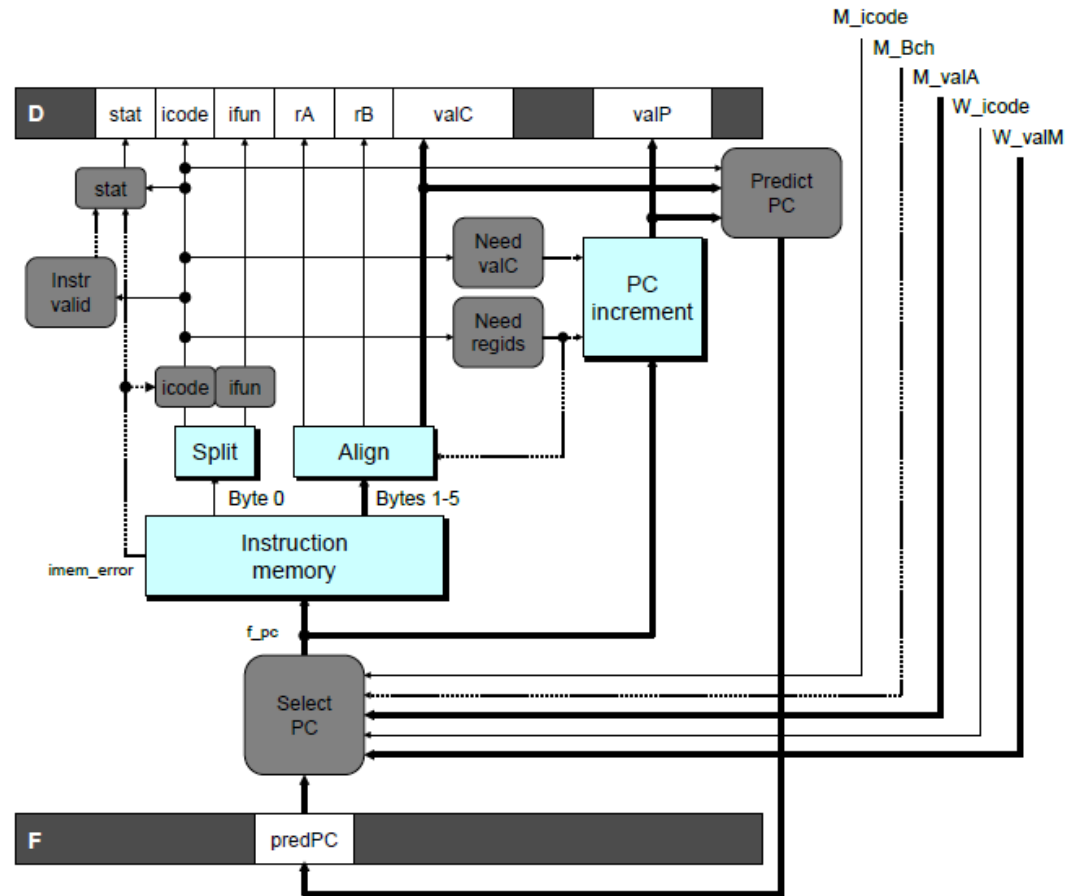 M_icode
M_Bch
M_valA
W_icode
W_valM
D
stat
icode
ifun
rA
rB
valC
valP
stat
Predict
PC
Need
valC
Instr
valid
PC
increment
Need
regids
icode
ifun
Split
Align
Byte 0
Bytes 1-5
Instruction
memory
imem_error
f_pc
Select
PC
F
predPC